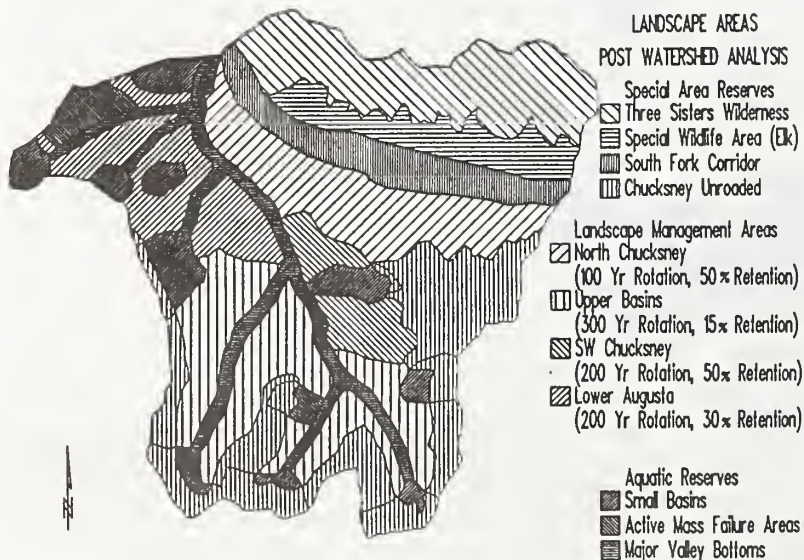 LANDSCAPE AREAS
POST WATERSHED ANALYSIS
Special Area Reserves
Three Sisters Wilderness
Special Wildlife Area (Elk)
South Fork Corridor
Chucksney Unroaded
Landscape Management Areas
North Chucksney
(100 Yr Rotation, 50% Retention)
Upper Basins
(300 Yr Rotation, 15% Retention)
SW Chucksney
(200 Yr Rotation, 50% Retention)
Lower Augusta
(200 Yr Rotation, 30% Retention)
Aquatic Reserves
Small Basins
Active Mass Failure Areas
Major Valley Bottoms
N